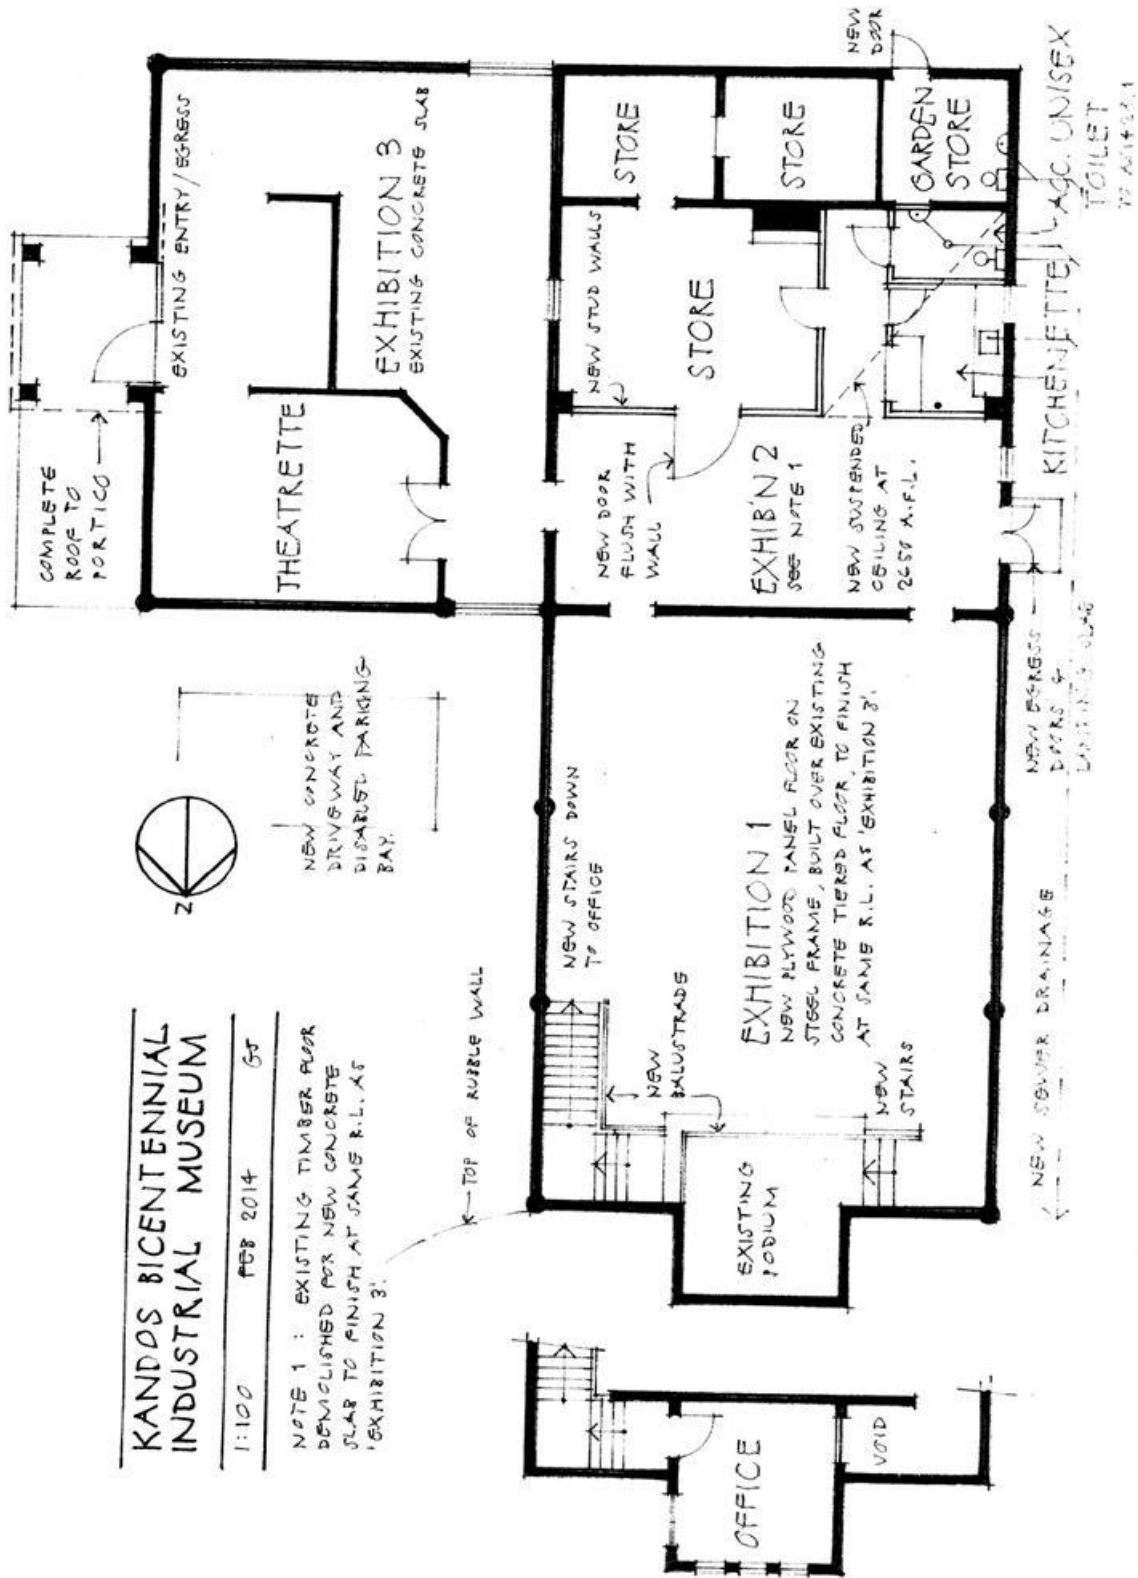 KANDOS BICENTENNIAL
INDUSTRIAL MUSEUM
1:100 FEB 2014 GJ
NOTE 1 : EXISTING TIMBER FLOOR
DEMOLISHED FOR NEW CONCRETE
SLAB TO FINISH AT SAME R.L. AS
'EXHIBITION 3'.
TOP OF RUBBLE WALL
N
NEW CONCRETE
DRIVEWAY AND
DISABLED PARKING
BAY.
COMPLETE
ROOF TO
PORTICO
EXISTING ENTRY/EGRESS
THEATRETTE
EXHIBITION 3
EXISTING CONCRETE SLAB
NEW STAIRS DOWN
TO OFFICE
NEW
BALUSTRADE
EXHIBITION 1
NEW PLYWOOD PANEL FLOOR ON
STEEL FRAME, BUILT OVER EXISTING
CONCRETE TIERED FLOOR, TO FINISH
AT SAME R.L. AS 'EXHIBITION 3'.
NEW
STAIRS
EXISTING
PODIUM
OFFICE
VOID
NEW DOOR
FLUSH WITH
WALL
NEW STUD WALLS
EXHIB'N 2
SEE NOTE 1
NEW SUSPENDED
CEILING AT
2650 A.F.L.
STORE
STORE
STORE
GARDEN
STORE
NEW
DOOR
NEW EGRESS
DOORS &
LANDING SLAB
KITCHENETTE
ACC. UNISEX
TOILET
NEW SEWER DRAINAGE